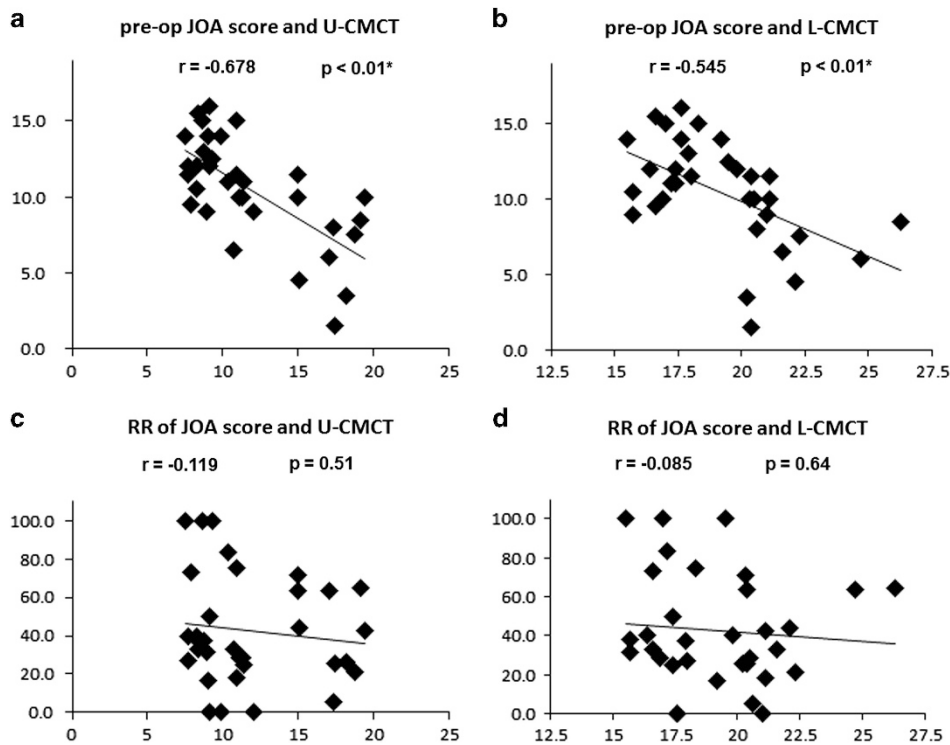 a
pre-op JOA score and U-CMCT
r = -0.678 p < 0.01*
15.0
10.0
5.0
0.0
0 5 10 15 20 25
b
pre-op JOA score and L-CMCT
r = -0.545 p < 0.01*
15.0
10.0
5.0
0.0
12.5 15 17.5 20 22.5 25 27.5
c
RR of JOA score and U-CMCT
r = -0.119 p = 0.51
100.0
80.0
60.0
40.0
20.0
0.0
0 5 10 15 20 25
d
RR of JOA score and L-CMCT
r = -0.085 p = 0.64
100.0
80.0
60.0
40.0
20.0
0.0
12.5 15 17.5 20 22.5 25 27.5